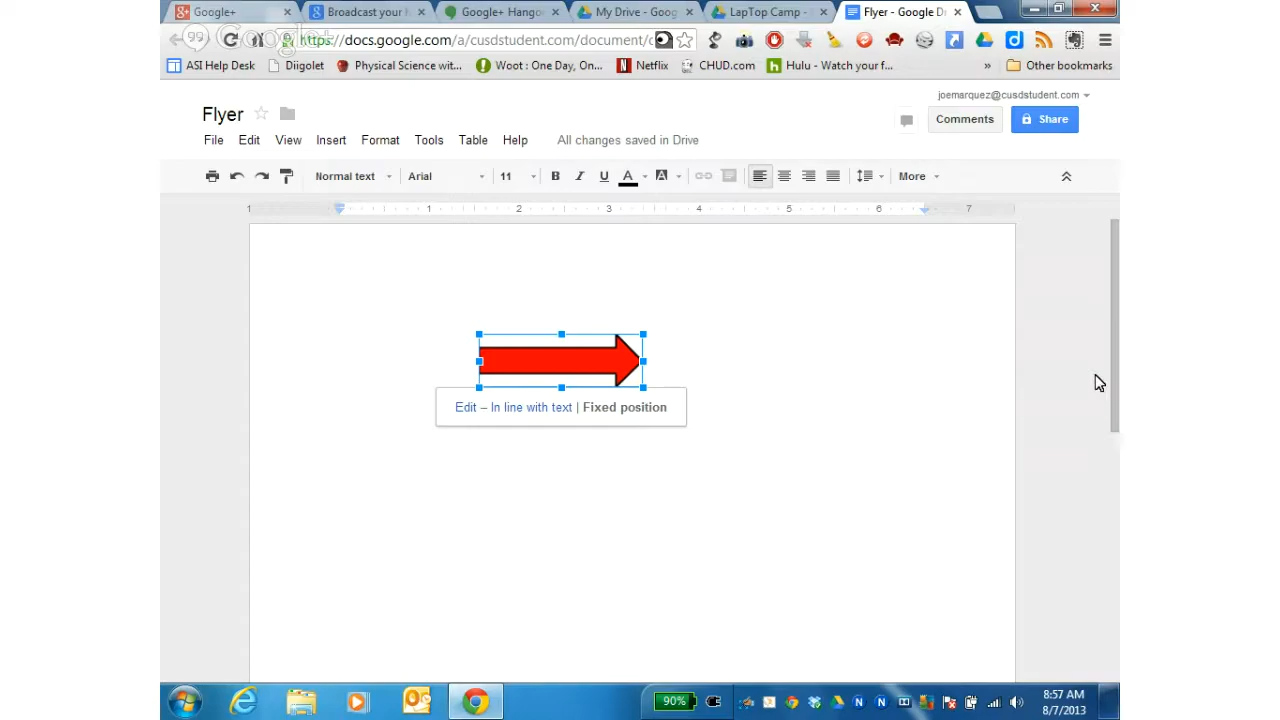 Google+ Broadcast your H Google+ Hango My Drive - Goog LapTop Camp - Flyer - Google D
https://docs.google.com/a/cusdstudent.com/document/c
ASI Help Desk Diigolet Physical Science wit... Woot : One Day, On... Netflix CHUD.com Hulu - Watch your f... » Other bookmarks
joemarquez@cusdstudent.com
Flyer
Comments Share
File Edit View Insert Format Tools Table Help All changes saved in Drive
Normal text Arial 11 B I U A A More
1 1 2 3 4 5 6 7
Edit – In line with text | Fixed position
90% 8:57 AM
8/7/2013